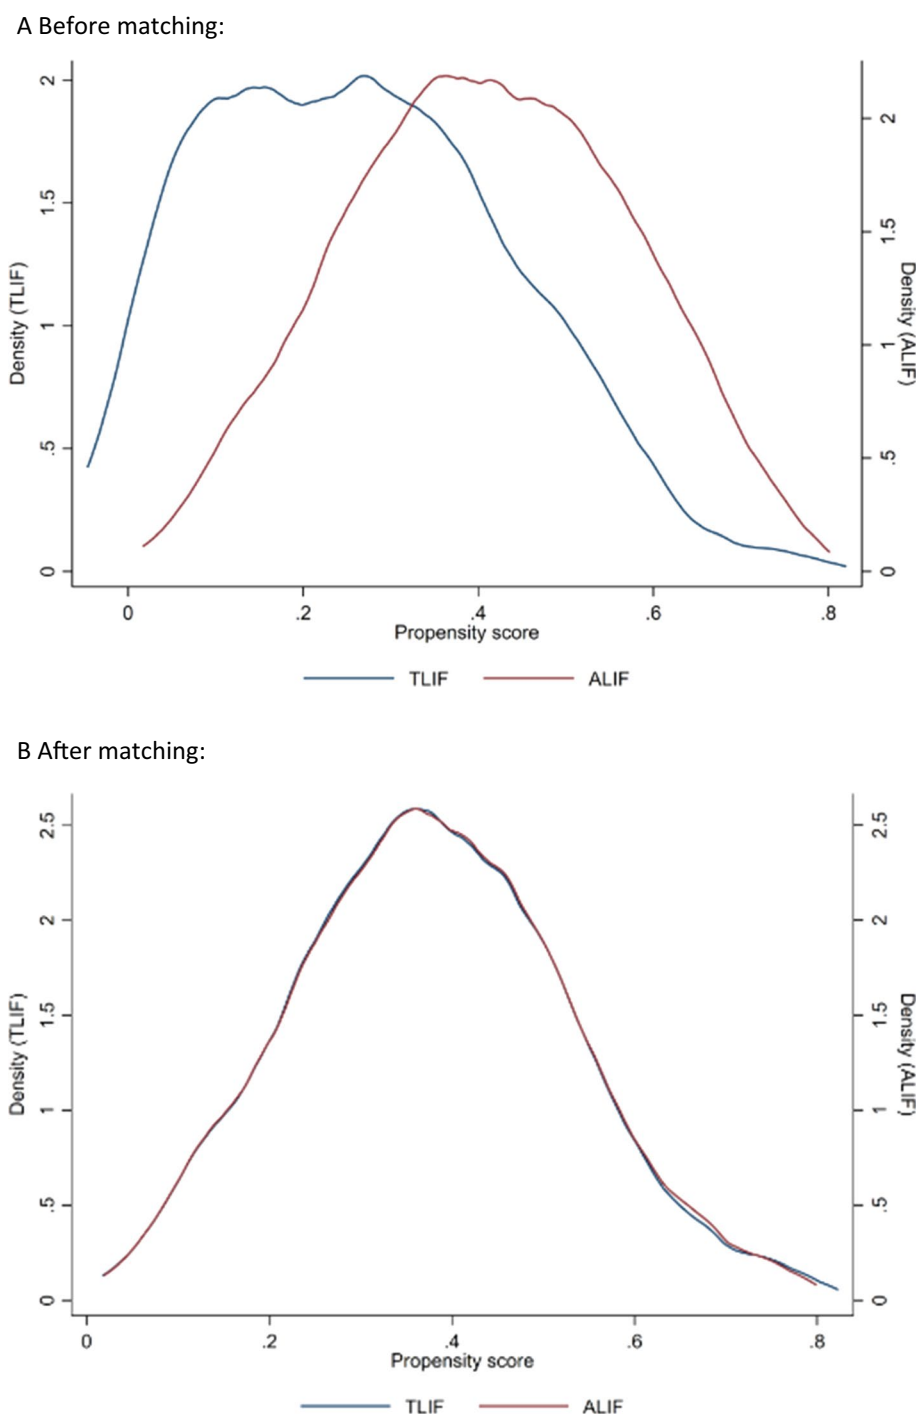 A Before matching:
Density (TLIF)
0 .5 1 1.5 2
Density (ALIF)
0 .5 1 1.5 2
0 .2 .4 .6 .8
Propensity score
TLIF ALIF
B After matching:
Density (TLIF)
0 .5 1 1.5 2 2.5
Density (ALIF)
0 .5 1 1.5 2 2.5
0 .2 .4 .6 .8
Propensity score
TLIF ALIF